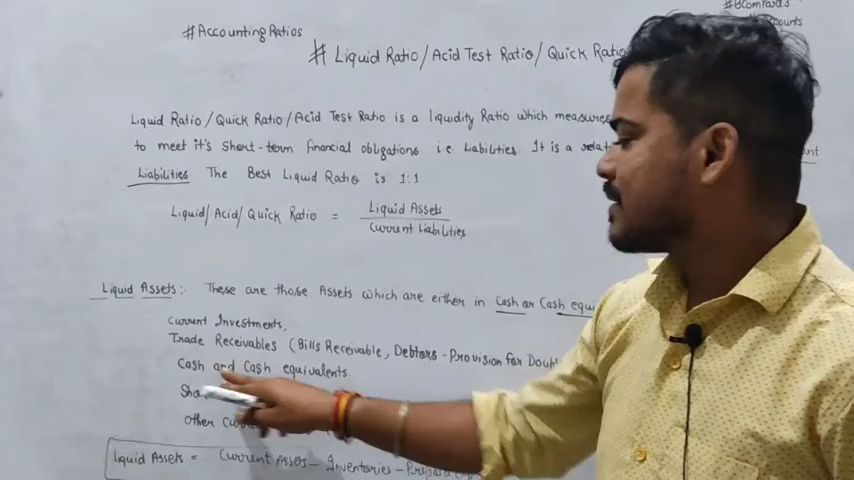 #Accounting Ratios
# Liquid Ratio/Acid Test Ratio/Quick Ratio
Liquid Ratio/Quick Ratio/Acid Test Ratio is a liquidity Ratio which measures
to meet it's short-term financial obligations i.e Liabilities. It is a
Liabilities The Best Liquid Ratio is 1:1
Liquid/Acid/Quick Ratio = Liquid Assets
Current Liabilities
Liquid Assets:- These are those Assets which are either in Cash or Cash
Current Investments,
Trade Receivables (Bills Receivable, Debtors - Provision for
Cash and Cash equivalents.
other
Liquid Assets = Current Assets - Inventories -